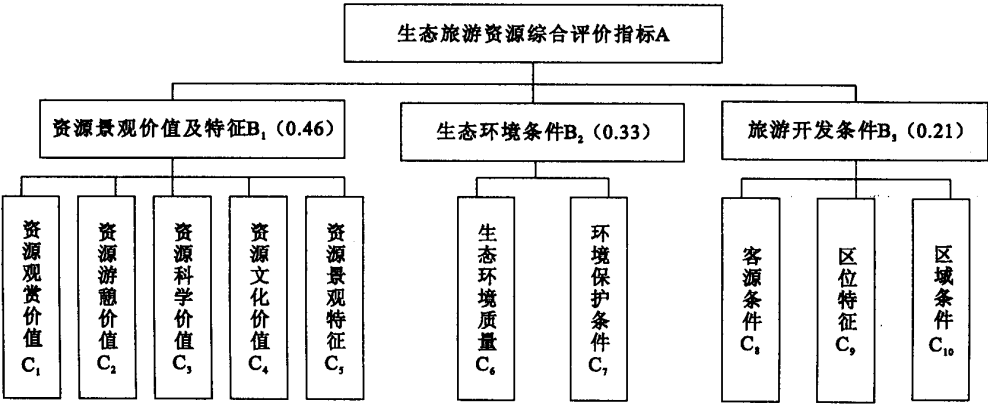 生态旅游资源综合评价指标A
资源景观价值及特征B₁（0.46）
生态环境条件B₂（0.33）
旅游开发条件B₃（0.21）
资源观赏价值C₁
资源游憩价值C₂
资源科学价值C₃
资源文化价值C₄
资源景观特征C₅
生态环境质量C₆
环境保护条件C₇
客源条件C₈
区位特征C₉
区域条件C₁₀